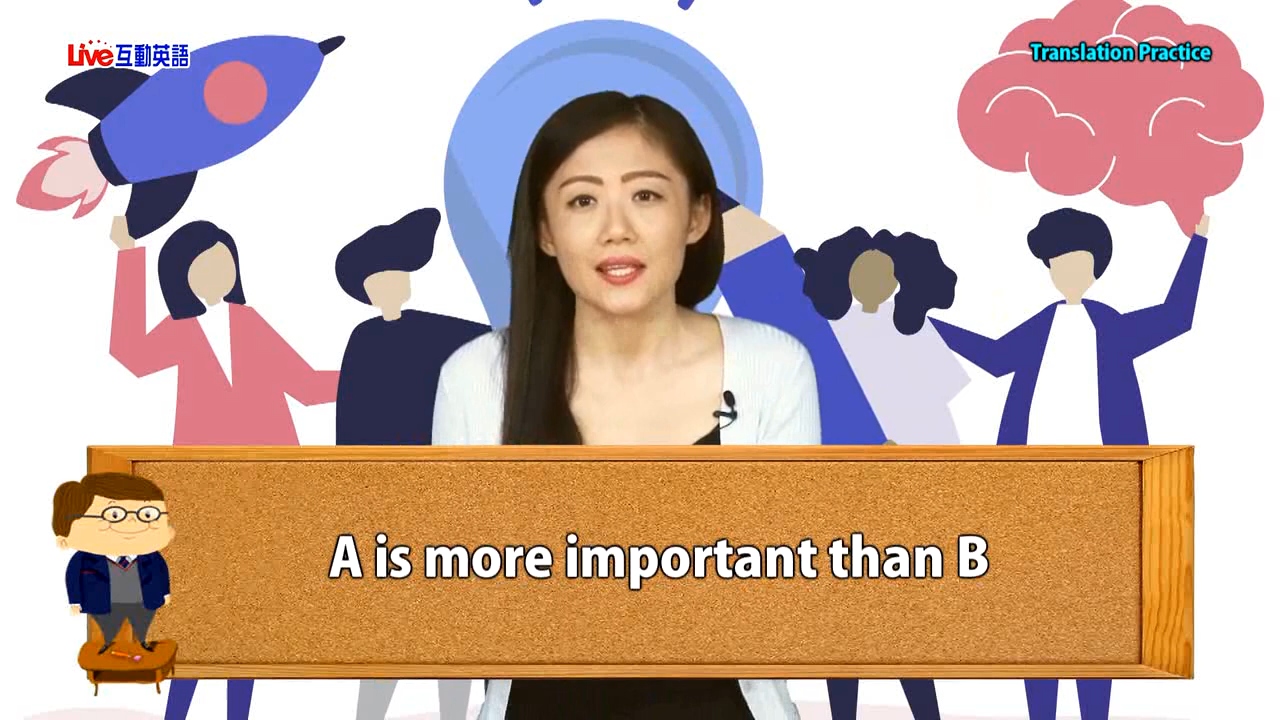 Live互動英語
Translation Practice
A is more important than B